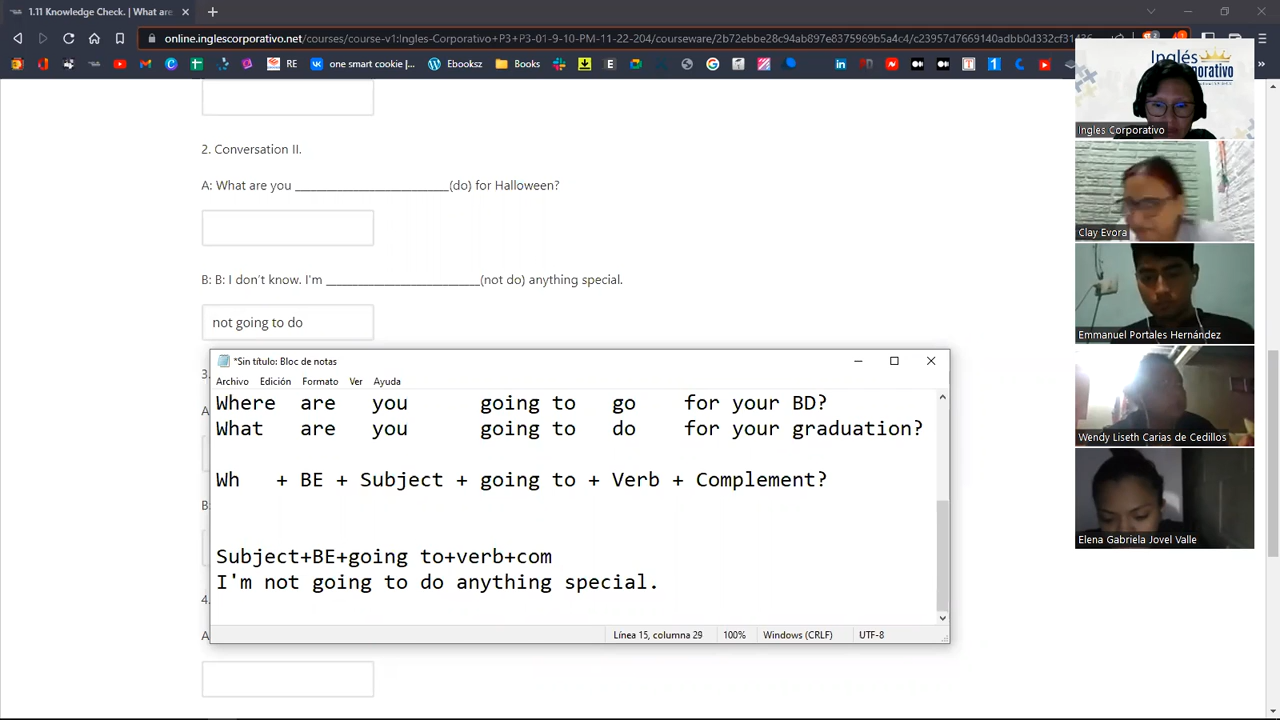 1.11 Knowledge Check. | What are
online.inglescorporativo.net/courses/course-v1:Ingles-Corporativo+P3+P3-01-9-10-PM-11-22-204/courseware/2b72ebbe28c94ab897e8375969b5a4c4/c23957d7669140adbb0d332cf31436
RE
one smart cookie |...
Ebooks
Books
2. Conversation II.
A: What are you ________________________(do) for Halloween?
B: B: I don't know. I'm ________________________(not do) anything special.
not going to do
*Sin título: Bloc de notas
Archivo Edición Formato Ver Ayuda
Where are you going to go for your BD?
What are you going to do for your graduation?
Wh + BE + Subject + going to + Verb + Complement?
Subject+BE+going to+verb+com
I'm not going to do anything special.
Línea 15, columna 29 100% Windows (CRLF) UTF-8
3.
A
B:
4.
A
Inglés
Ingles Corporativo
Clay Evora
Emmanuel Portales Hernández
Wendy Liseth Carias de Cedillos
Elena Gabriela Jovel Valle